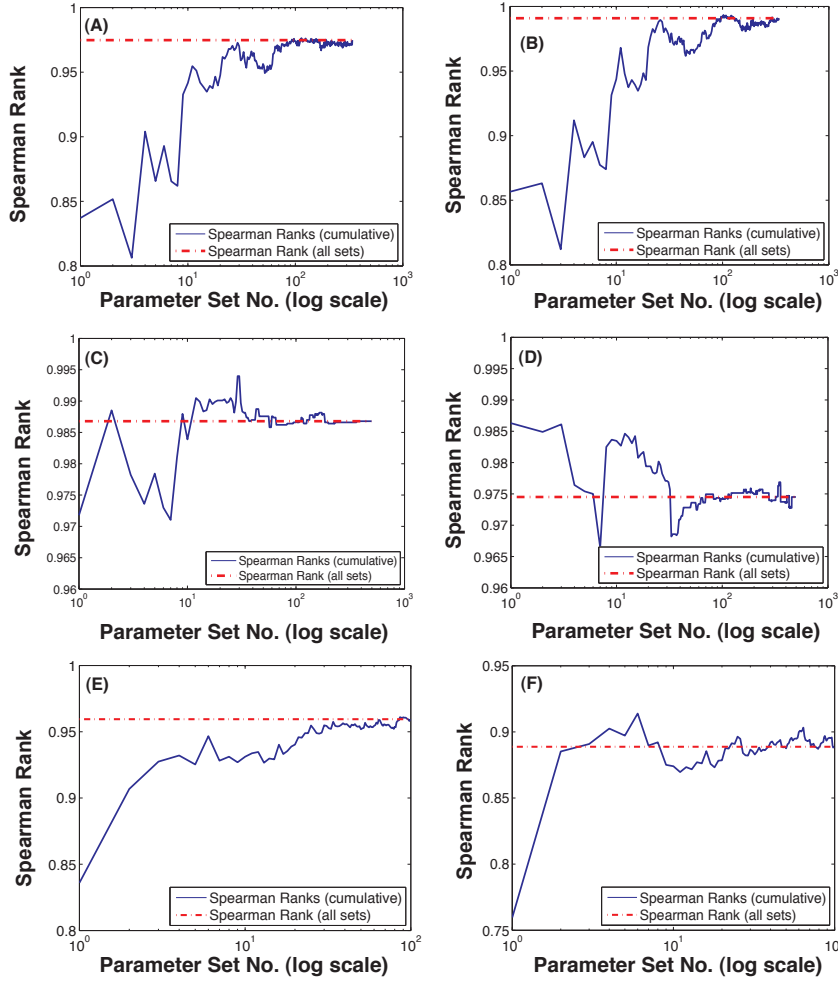 (A)
1
0.95
0.9
0.85
0.8
Spearman Rank
Spearman Ranks (cumulative)
Spearman Rank (all sets)
10^0 10^1 10^2 10^3
Parameter Set No. (log scale)
(B)
1
0.95
0.9
0.85
0.8
Spearman Rank
Spearman Ranks (cumulative)
Spearman Rank (all sets)
10^0 10^1 10^2 10^3
Parameter Set No. (log scale)
(C)
1
0.995
0.99
0.985
0.98
0.975
0.97
0.965
0.96
Spearman Rank
Spearman Ranks (cumulative)
Spearman Rank (all sets)
10^0 10^1 10^2 10^3
Parameter Set No. (log scale)
(D)
1
0.995
0.99
0.985
0.98
0.975
0.97
0.965
0.96
Spearman Rank
Spearman Ranks (cumulative)
Spearman Rank (all sets)
10^0 10^1 10^2 10^3
Parameter Set No. (log scale)
(E)
1
0.95
0.9
0.85
0.8
Spearman Rank
Spearman Ranks (cumulative)
Spearman Rank (all sets)
10^0 10^1 10^2
Parameter Set No. (log scale)
(F)
0.95
0.9
0.85
0.8
0.75
Spearman Rank
Spearman Ranks (cumulative)
Spearman Rank (all sets)
10^0 10^1 10
Parameter Set No. (log scale)